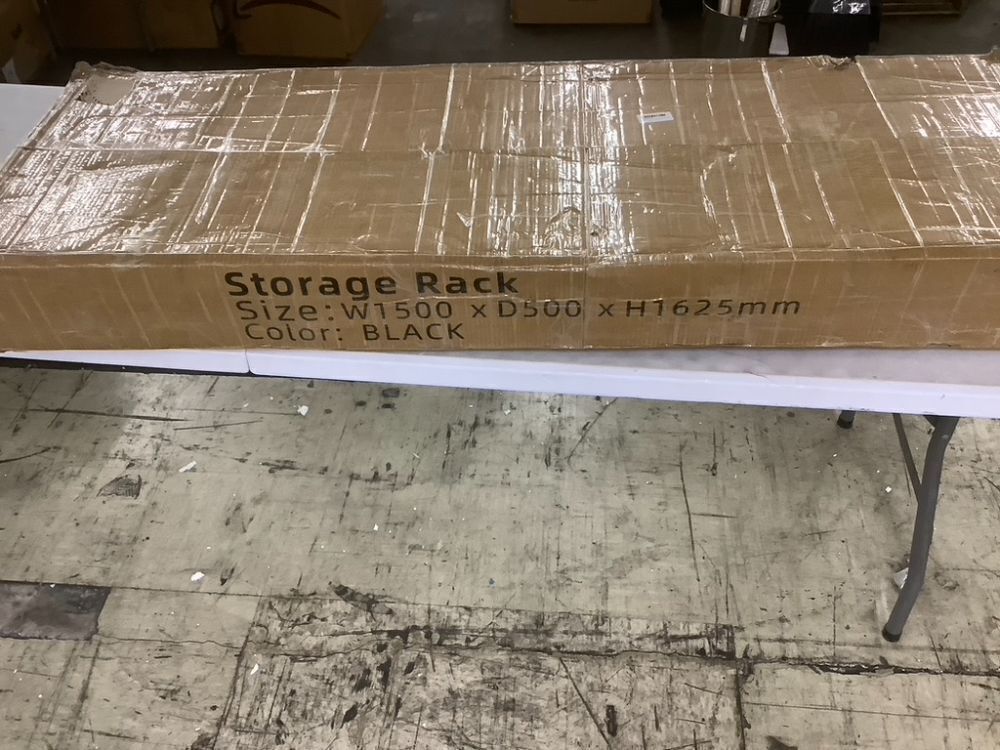 Storage Rack
Size: W1500 x D500 x H1625mm
Color: BLACK